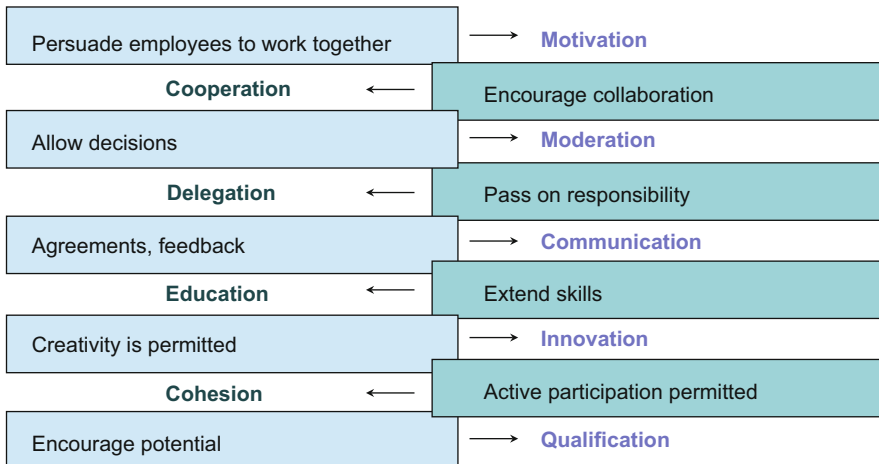 Persuade employees to work together → Motivation
Cooperation ← Encourage collaboration
Allow decisions → Moderation
Delegation ← Pass on responsibility
Agreements, feedback → Communication
Education ← Extend skills
Creativity is permitted → Innovation
Cohesion ← Active participation permitted
Encourage potential → Qualification